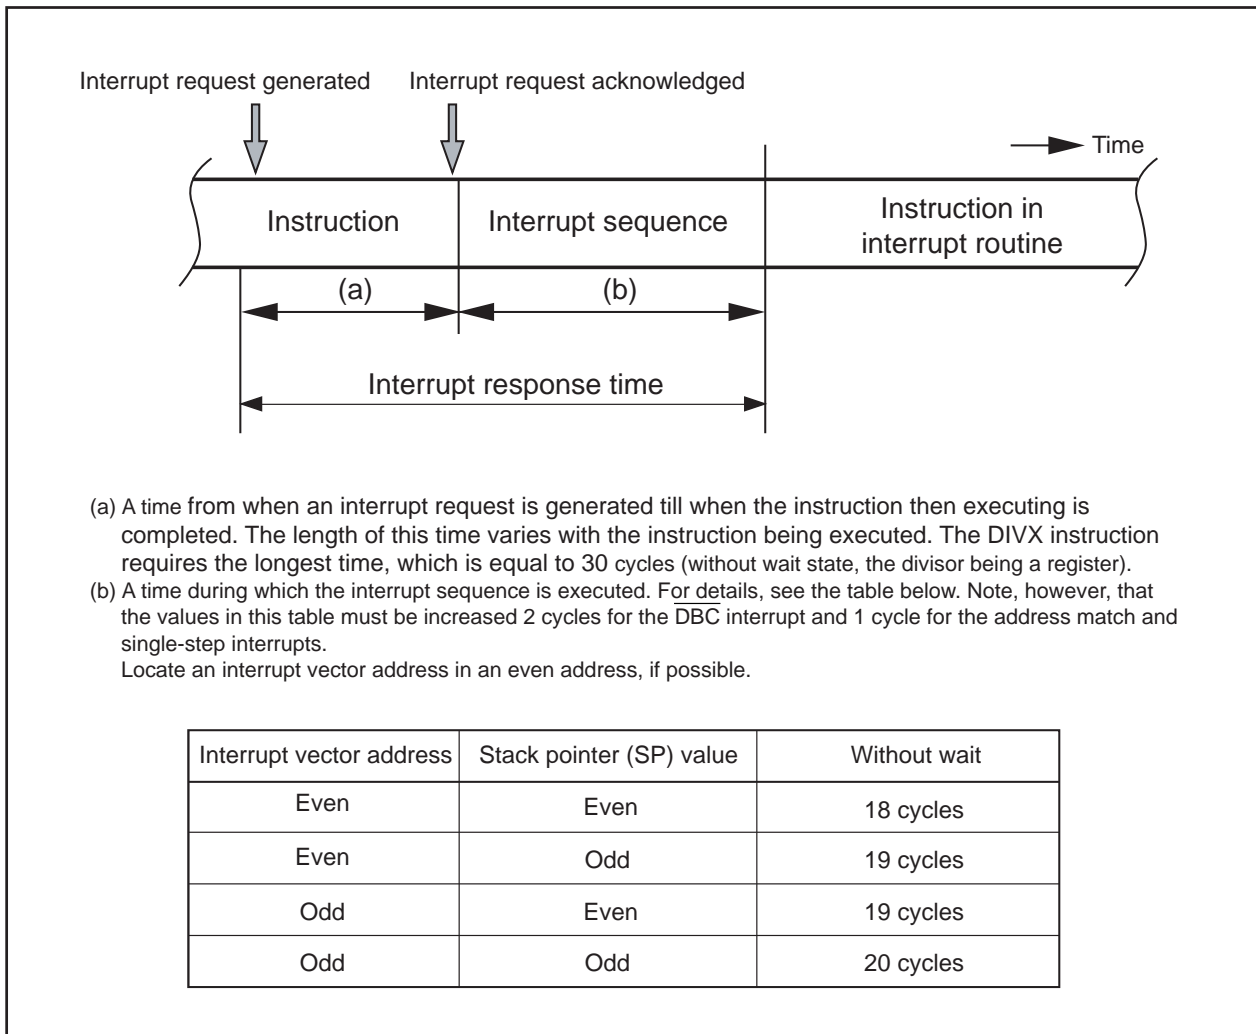 Interrupt request generated
Interrupt request acknowledged
Time
Instruction
Interrupt sequence
Instruction in
interrupt routine
(a)
(b)
Interrupt response time
(a) A time from when an interrupt request is generated till when the instruction then executing is
completed. The length of this time varies with the instruction being executed. The DIVX instruction
requires the longest time, which is equal to 30 cycles (without wait state, the divisor being a register).
(b) A time during which the interrupt sequence is executed. For details, see the table below. Note, however, that
the values in this table must be increased 2 cycles for the DBC interrupt and 1 cycle for the address match and
single-step interrupts.
Locate an interrupt vector address in an even address, if possible.
Interrupt vector address Stack pointer (SP) value Without wait
Even Even 18 cycles
Even Odd 19 cycles
Odd Even 19 cycles
Odd Odd 20 cycles